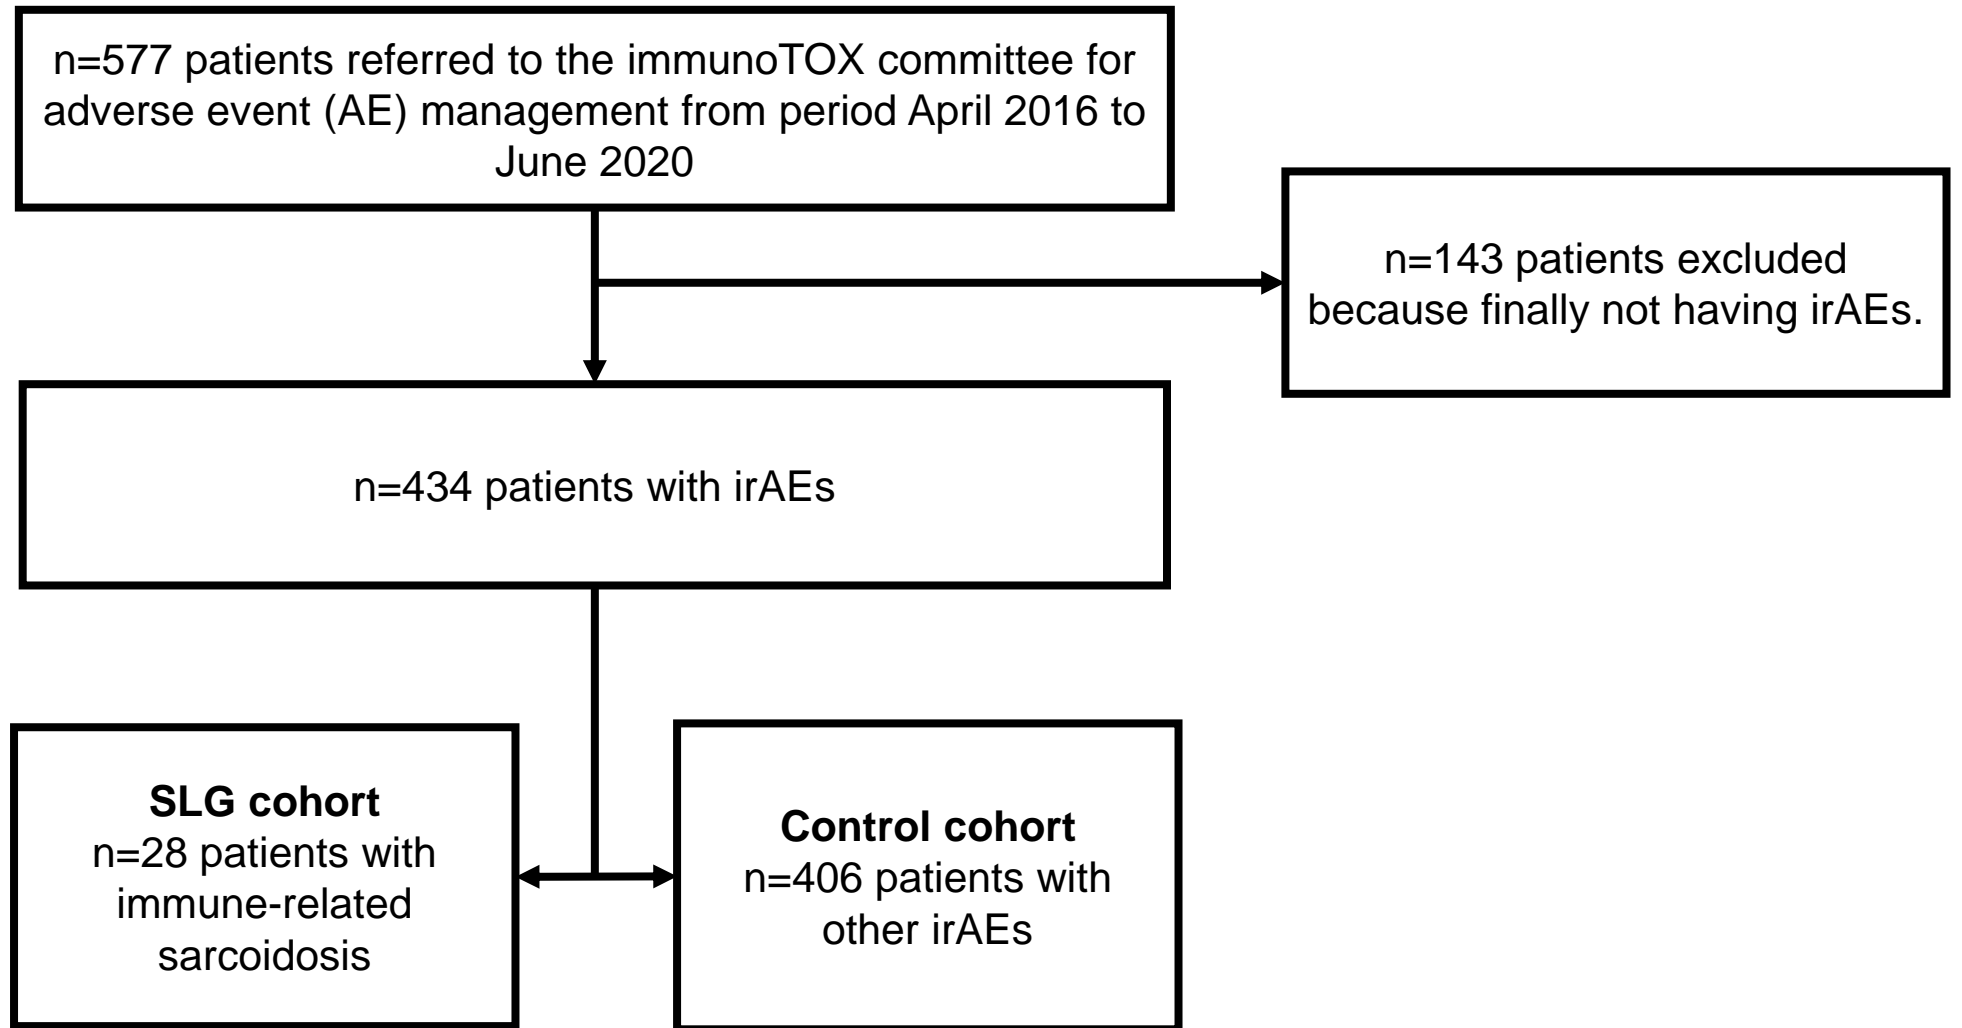 n=577 patients referred to the immunoTOX committee for
adverse event (AE) management from period April 2016 to
June 2020
n=143 patients excluded
because finally not having irAEs.
n=434 patients with irAEs
SLG cohort
n=28 patients with
immune-related
sarcoidosis
Control cohort
n=406 patients with
other irAEs